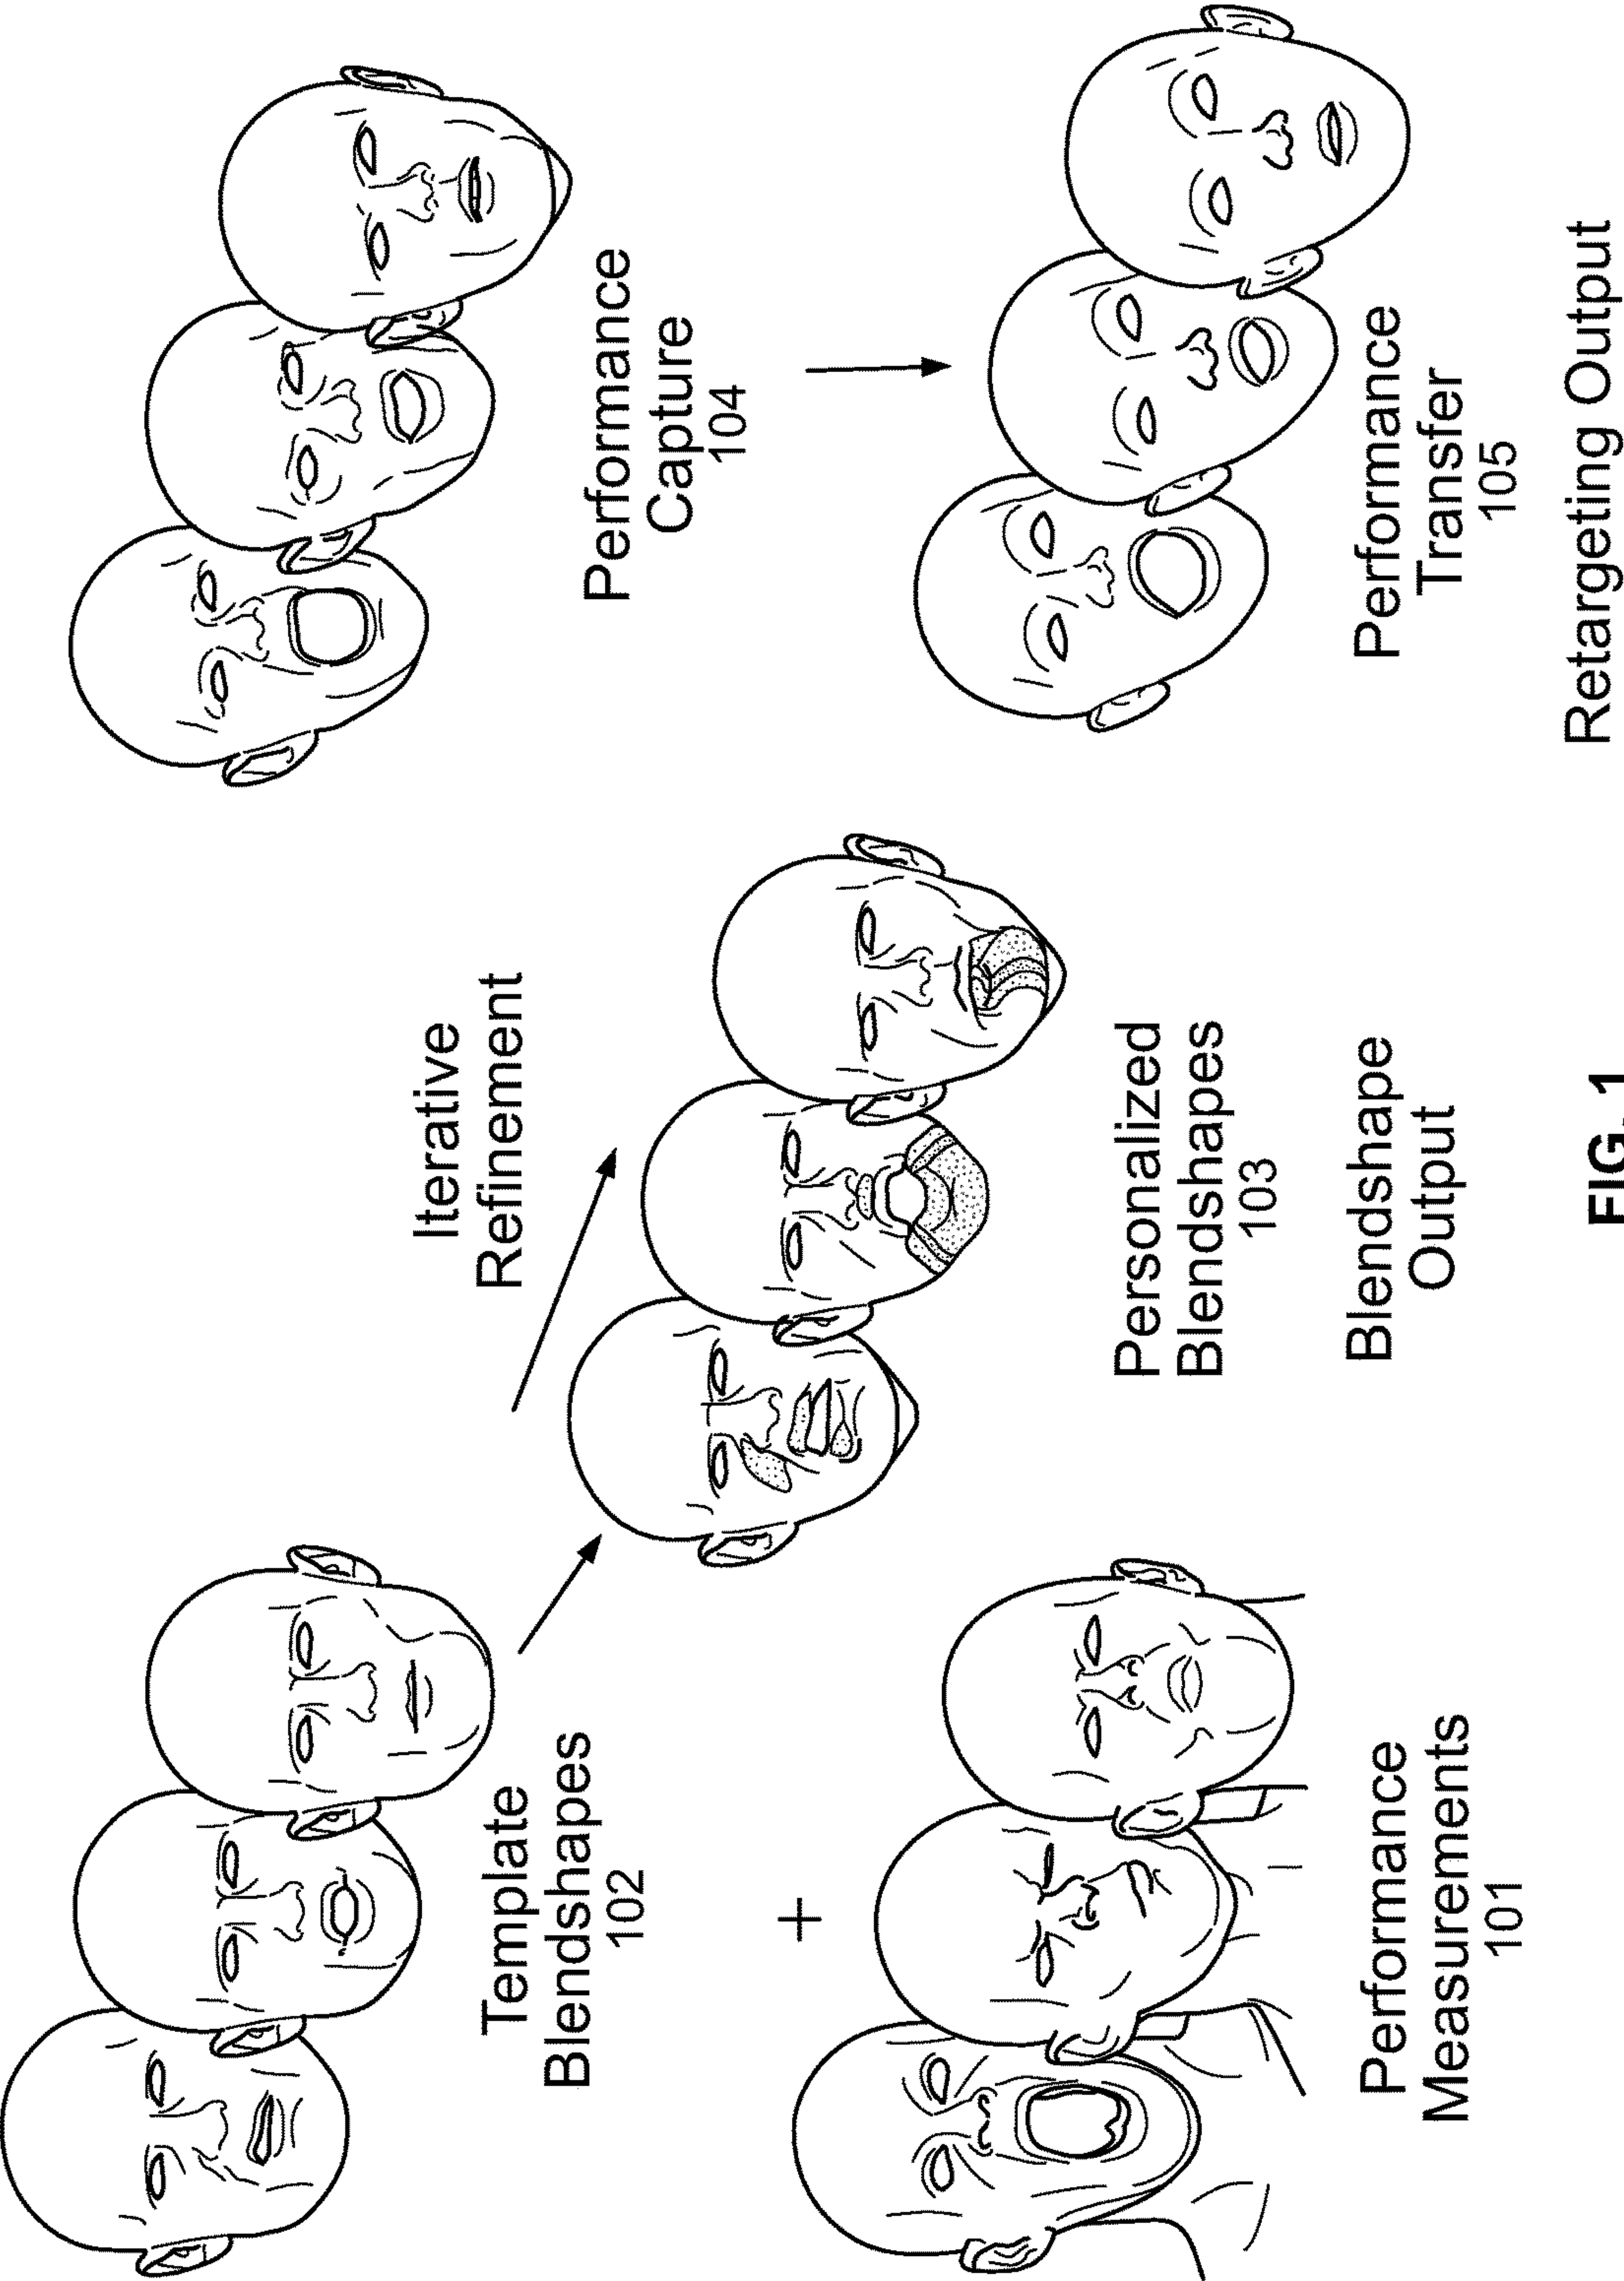 Template
Blendshapes
102
+
Performance
Measurements
101
Iterative
Refinement
Personalized
Blendshapes
103
Blendshape
Output
Performance
Capture
104
Performance
Transfer
105
Retargeting Output
FIG. 1